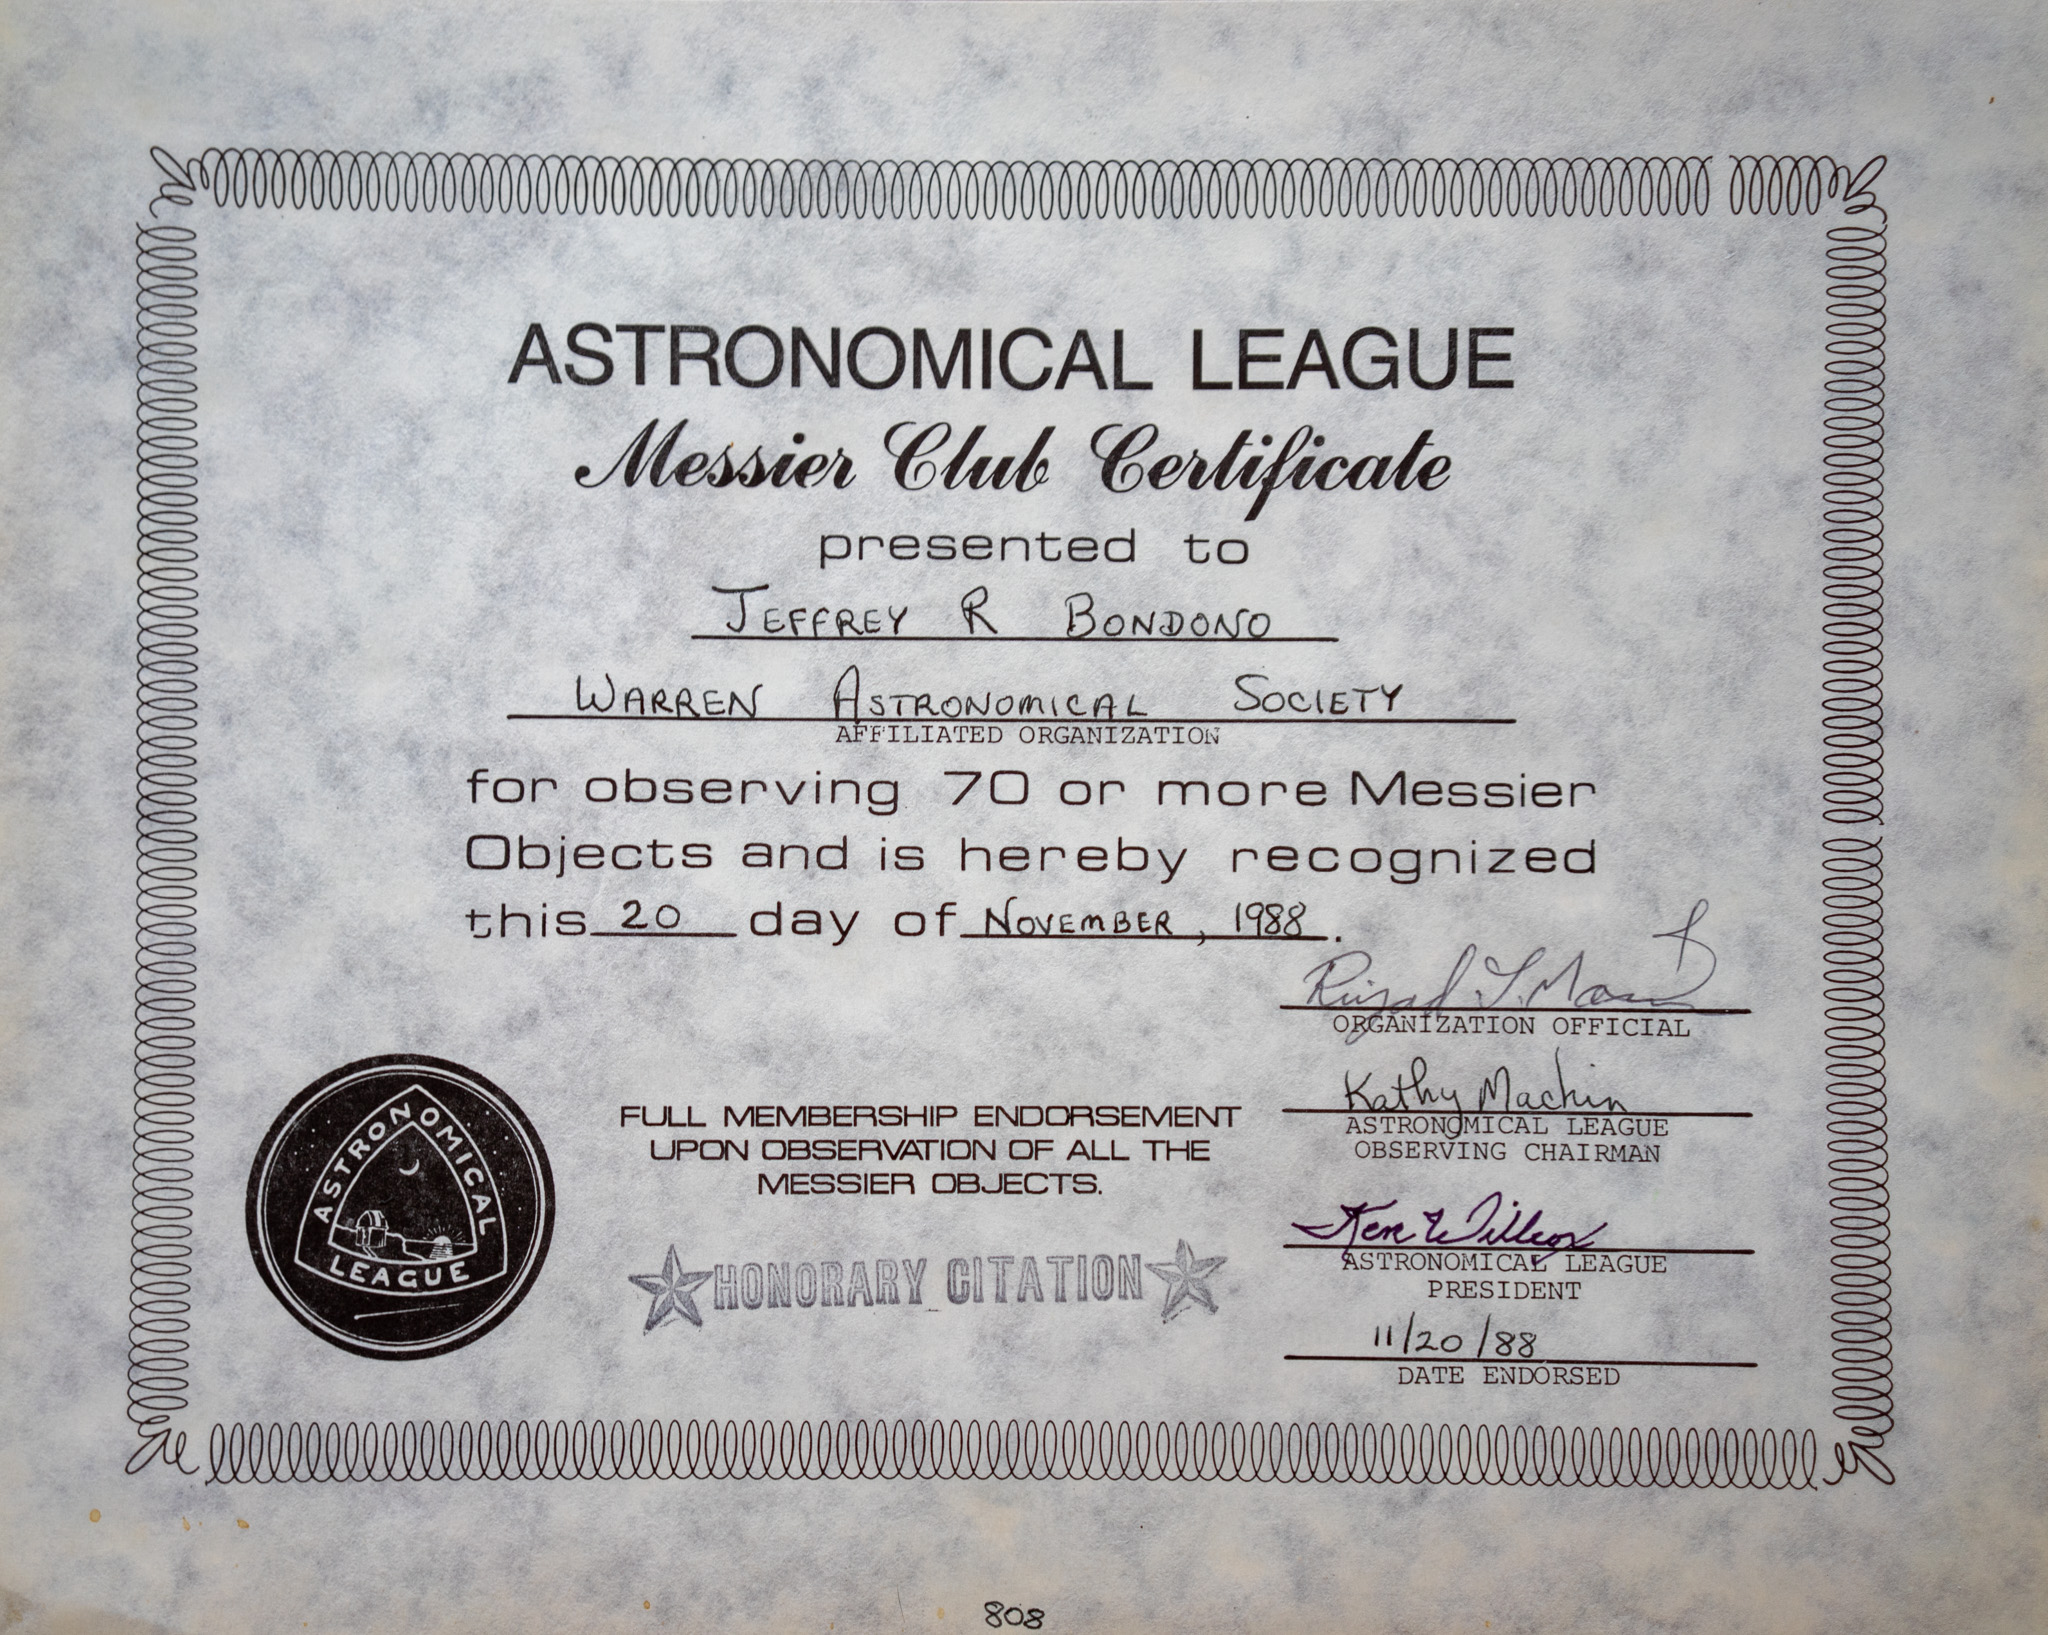 ASTRONOMICAL LEAGUE
Messier Club Certificate
presented to
JEFFREY R BONDONO
WARREN ASTRONOMICAL SOCIETY
AFFILIATED ORGANIZATION
for observing 70 or more Messier
Objects and is hereby recognized
this 20 day of NOVEMBER, 1988.
ORGANIZATION OFFICIAL
Kathy Machin
ASTRONOMICAL LEAGUE
OBSERVING CHAIRMAN
Ken Willcox
ASTRONOMICAL LEAGUE
PRESIDENT
11/20/88
DATE ENDORSED
FULL MEMBERSHIP ENDORSEMENT
UPON OBSERVATION OF ALL THE
MESSIER OBJECTS.
HONORARY CITATION
ASTRONOMICAL
LEAGUE
808